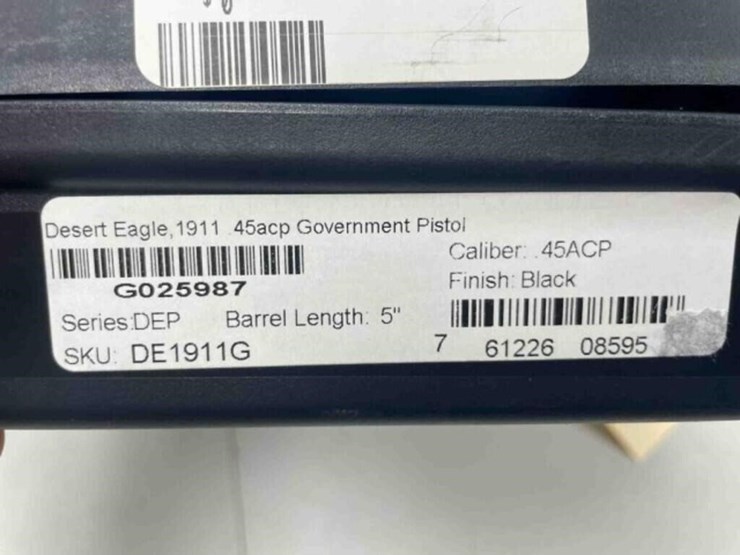 Desert Eagle,1911 .45acp Government Pistol
G025987
Series:DEP Barrel Length: 5"
SKU: DE1911G
Caliber: .45ACP
Finish: Black
7 61226 08595